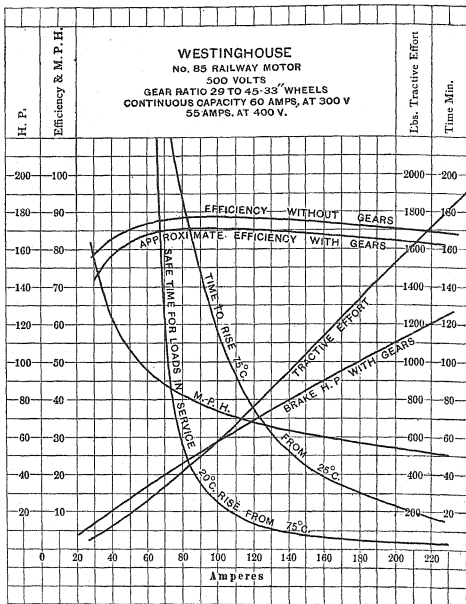 WESTINGHOUSE
No. 85 RAILWAY MOTOR
500 VOLTS
GEAR RATIO 29 TO 45-33" WHEELS
CONTINUOUS CAPACITY 60 AMPS, AT 300 V
55 AMPS. AT 400 V.
H. P.
Efficiency & M. P. H.
Lbs. Tractive Effort
Time Min.
200 100 2000 200
180 90 1800 180
160 80 1600 160
140 70 1400 140
120 60 1200 120
100 50 1000 100
80 40 800 80
60 30 600 60
40 20 400 40
20 10 200 20
EFFICIENCY WITHOUT GEARS
APPROXIMATE EFFICIENCY WITH GEARS
SAFE TIME FOR LOADS IN SERVICE
20°C. RISE FROM 75°C.
TIME TO RISE 75°C.
FROM 25°C.
TRACTIVE EFFORT
BRAKE H.P. WITH GEARS
M. P. H.
0 20 40 60 80 100 120 140 160 180 200 220
Amperes